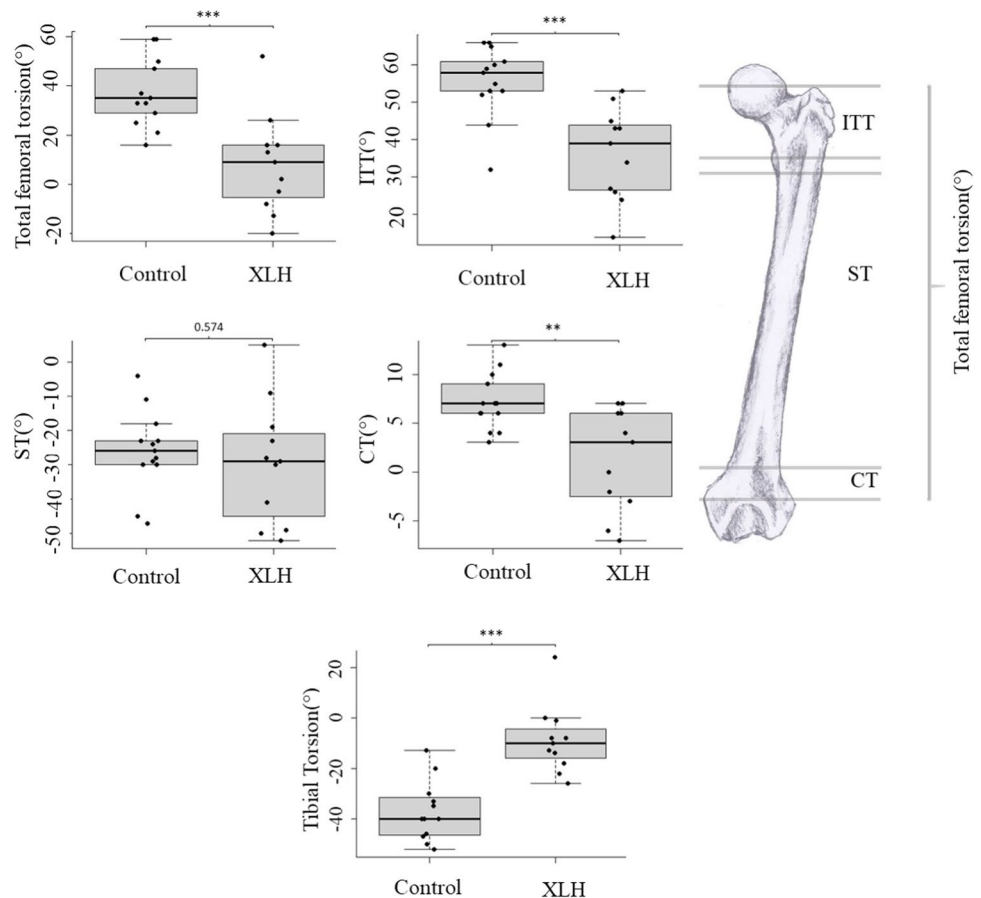 ***
Total femoral torsion(°)
60
40
20
0
-20
Control XLH
***
ITT(°)
60
50
40
30
20
Control XLH
ITT
ST
CT
Total femoral torsion(°)
0.574
ST(°)
0
-10
-20
-30
-40
-50
Control XLH
**
CT(°)
10
5
0
-5
Control XLH
***
Tibial Torsion(°)
20
0
-20
-40
Control XLH